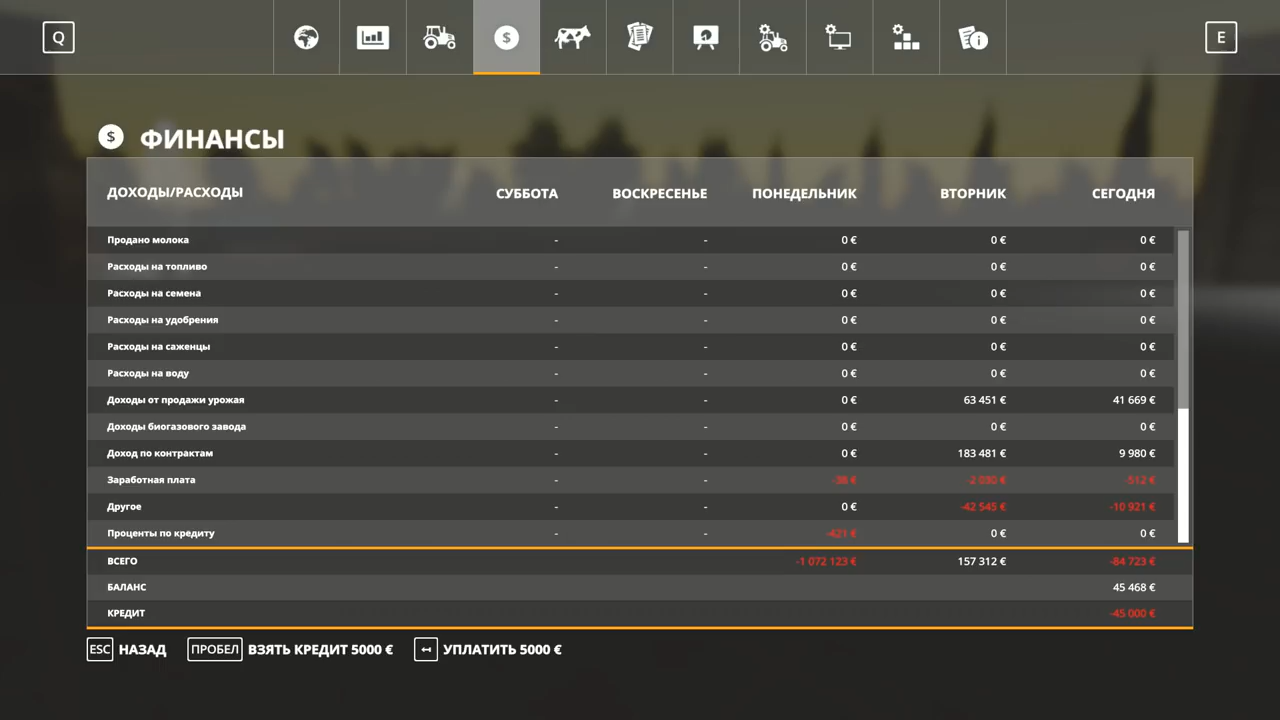 Q
$
E
$ ФИНАНСЫ
ДОХОДЫ/РАСХОДЫ СУББОТА ВОСКРЕСЕНЬЕ ПОНЕДЕЛЬНИК ВТОРНИК СЕГОДНЯ
Продано молока - - 0 € 0 € 0 €
Расходы на топливо - - 0 € 0 € 0 €
Расходы на семена - - 0 € 0 € 0 €
Расходы на удобрения - - 0 € 0 € 0 €
Расходы на саженцы - - 0 € 0 € 0 €
Расходы на воду - - 0 € 0 € 0 €
Доходы от продажи урожая - - 0 € 63 451 € 41 669 €
Доходы биогазового завода - - 0 € 0 € 0 €
Доход по контрактам - - 0 € 183 481 € 9 980 €
Заработная плата - - -512 €
Другое - - 0 € -42 545 € -10 921 €
Проценты по кредиту - - -421 € 0 € 0 €
ВСЕГО -1 072 123 € 157 312 € -84 723 €
БАЛАНС 45 468 €
КРЕДИТ -45 000 €
ESC НАЗАД ПРОБЕЛ ВЗЯТЬ КРЕДИТ 5000 € УПЛАТИТЬ 5000 €